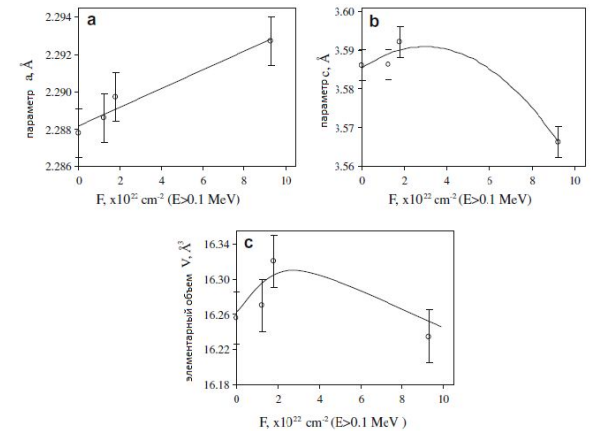 a
2.294
2.292
2.290
2.288
2.286
параметр a, Å
0 2 4 6 8 10
F, x10²² cm⁻² (E>0.1 MeV)
b
3.60
3.59
3.58
3.57
3.56
параметр c, Å
0 2 4 6 8 10
F, x10²² cm⁻² (E>0.1 MeV)
c
16.34
16.30
16.26
16.22
16.18
элементарный объем V, Å³
0 2 4 6 8 10
F, x10²² cm⁻² (E>0.1 MeV )